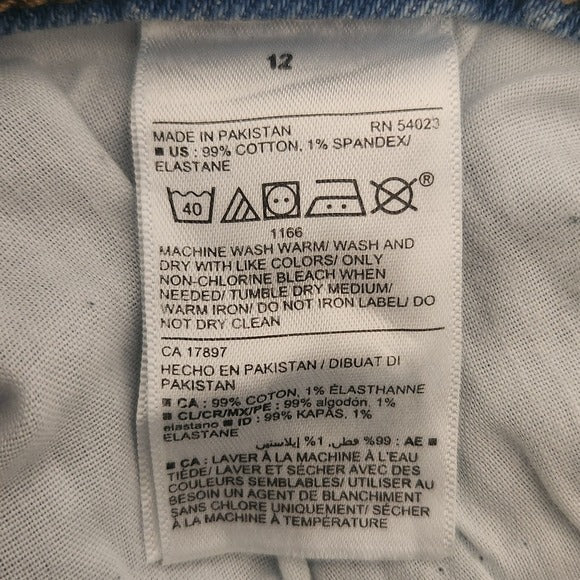 12
MADE IN PAKISTAN RN 54023
■ US : 99% COTTON, 1% SPANDEX/
ELASTANE
40 ®
1166
MACHINE WASH WARM/ WASH AND
DRY WITH LIKE COLORS/ ONLY
NON-CHLORINE BLEACH WHEN
NEEDED/ TUMBLE DRY MEDIUM/
WARM IRON/ DO NOT IRON LABEL/ DO
NOT DRY CLEAN
CA 17897
HECHO EN PAKISTAN / DIBUAT DI
PAKISTAN
■ CA : 99% COTON, 1% ÉLASTHANNE
■ CL/CR/MX/PE : 99% algodón, 1%
elastano ■ ID : 99% KAPAS, 1%
ELASTANE
■ AE : 99% قطن, 1% إيلاستين
■ CA : LAVER À LA MACHINE À L'EAU
TIÈDE/ LAVER ET SÉCHER AVEC DES
COULEURS SEMBLABLES/ UTILISER AU
BESOIN UN AGENT DE BLANCHIMENT
SANS CHLORE UNIQUEMENT/ SÉCHER
À LA MACHINE À TEMPÉRATURE